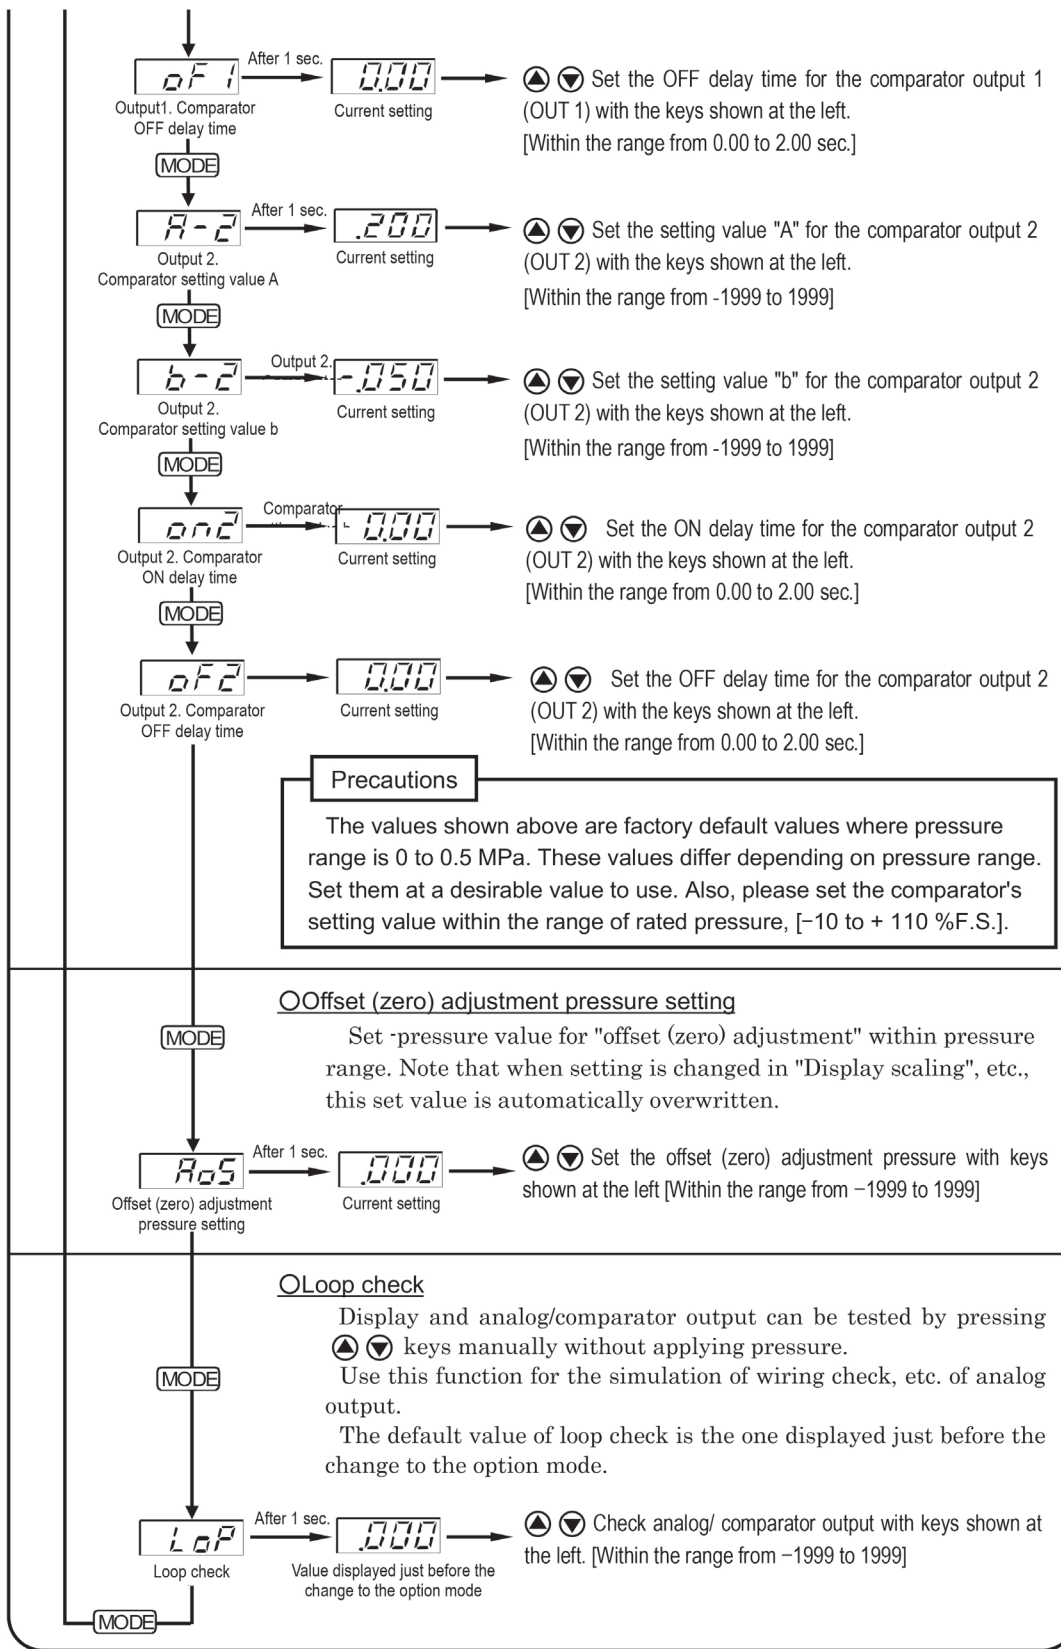 oF1
After 1 sec.
0.00
Output1. Comparator
OFF delay time
Current setting
Set the OFF delay time for the comparator output 1
(OUT 1) with the keys shown at the left.
[Within the range from 0.00 to 2.00 sec.]
MODE
A-2
After 1 sec.
.200
Output 2.
Comparator setting value A
Current setting
Set the setting value "A" for the comparator output 2
(OUT 2) with the keys shown at the left.
[Within the range from -1999 to 1999]
MODE
b-2
Output 2.
-.050
Output 2.
Comparator setting value b
Current setting
Set the setting value "b" for the comparator output 2
(OUT 2) with the keys shown at the left.
[Within the range from -1999 to 1999]
MODE
on2
Comparator
0.00
Output 2. Comparator
ON delay time
Current setting
Set the ON delay time for the comparator output 2
(OUT 2) with the keys shown at the left.
[Within the range from 0.00 to 2.00 sec.]
MODE
oF2
0.00
Output 2. Comparator
OFF delay time
Current setting
Set the OFF delay time for the comparator output 2
(OUT 2) with the keys shown at the left.
[Within the range from 0.00 to 2.00 sec.]
Precautions
The values shown above are factory default values where pressure
range is 0 to 0.5 MPa. These values differ depending on pressure range.
Set them at a desirable value to use. Also, please set the comparator's
setting value within the range of rated pressure, [−10 to + 110 %F.S.].
○Offset (zero) adjustment pressure setting
MODE
Set -pressure value for "offset (zero) adjustment" within pressure
range. Note that when setting is changed in "Display scaling", etc.,
this set value is automatically overwritten.
AoS
After 1 sec.
.000
Offset (zero) adjustment
pressure setting
Current setting
Set the offset (zero) adjustment pressure with keys
shown at the left [Within the range from −1999 to 1999]
○Loop check
Display and analog/comparator output can be tested by pressing
keys manually without applying pressure.
MODE
Use this function for the simulation of wiring check, etc. of analog
output.
The default value of loop check is the one displayed just before the
change to the option mode.
LoP
After 1 sec.
.000
Loop check
Value displayed just before the
change to the option mode
Check analog/ comparator output with keys shown at
the left. [Within the range from −1999 to 1999]
MODE